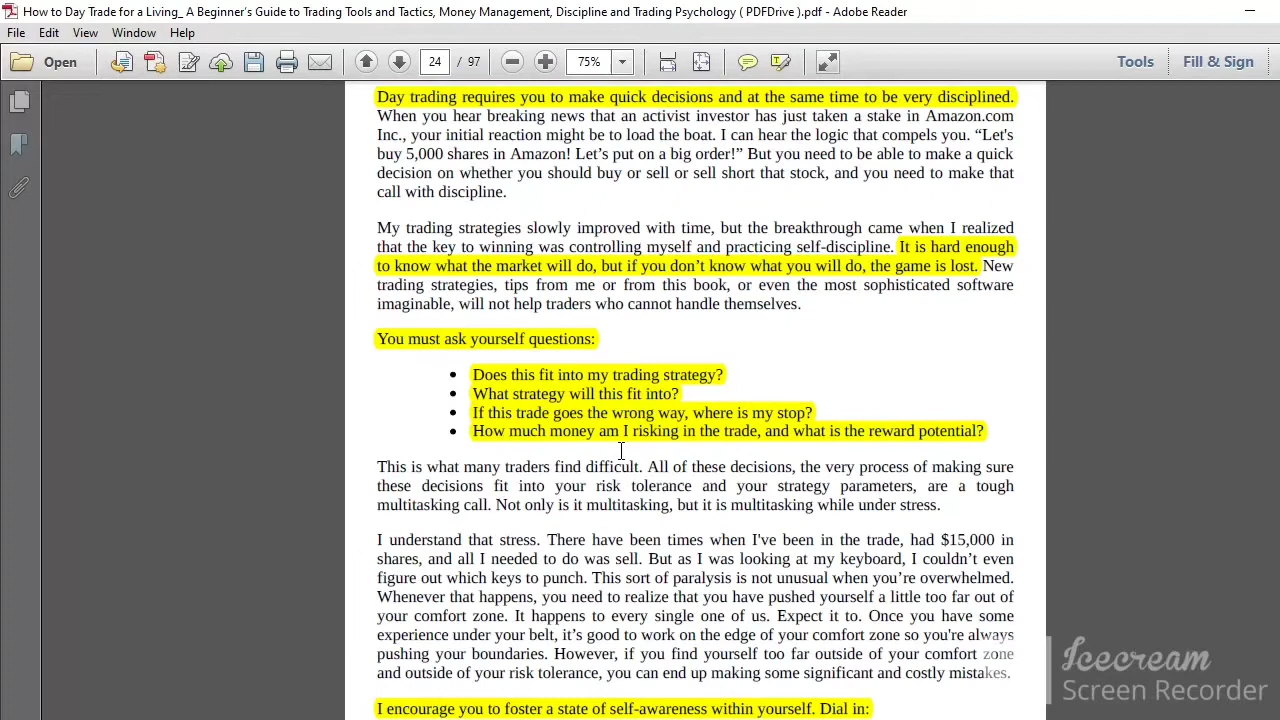 How to Day Trade for a Living_ A Beginner's Guide to Trading Tools and Tactics, Money Management, Discipline and Trading Psychology ( PDFDrive ).pdf - Adobe Reader
File Edit View Window Help
Open 24 / 97 75% Tools Fill & Sign
Day trading requires you to make quick decisions and at the same time to be very disciplined.
When you hear breaking news that an activist investor has just taken a stake in Amazon.com
Inc., your initial reaction might be to load the boat. I can hear the logic that compels you. “Let's
buy 5,000 shares in Amazon! Let’s put on a big order!” But you need to be able to make a quick
decision on whether you should buy or sell or sell short that stock, and you need to make that
call with discipline.
My trading strategies slowly improved with time, but the breakthrough came when I realized
that the key to winning was controlling myself and practicing self-discipline. It is hard enough
to know what the market will do, but if you don’t know what you will do, the game is lost. New
trading strategies, tips from me or from this book, or even the most sophisticated software
imaginable, will not help traders who cannot handle themselves.
You must ask yourself questions:
• Does this fit into my trading strategy?
• What strategy will this fit into?
• If this trade goes the wrong way, where is my stop?
• How much money am I risking in the trade, and what is the reward potential?
This is what many traders find difficult. All of these decisions, the very process of making sure
these decisions fit into your risk tolerance and your strategy parameters, are a tough
multitasking call. Not only is it multitasking, but it is multitasking while under stress.
I understand that stress. There have been times when I've been in the trade, had $15,000 in
shares, and all I needed to do was sell. But as I was looking at my keyboard, I couldn’t even
figure out which keys to punch. This sort of paralysis is not unusual when you’re overwhelmed.
Whenever that happens, you need to realize that you have pushed yourself a little too far out of
your comfort zone. It happens to every single one of us. Expect it to. Once you have some
experience under your belt, it’s good to work on the edge of your comfort zone so you're always
pushing your boundaries. However, if you find yourself too far outside of your comfort zone
and outside of your risk tolerance, you can end up making some significant and costly mistakes.
I encourage you to foster a state of self-awareness within yourself. Dial in:
Icecream
Screen Recorder